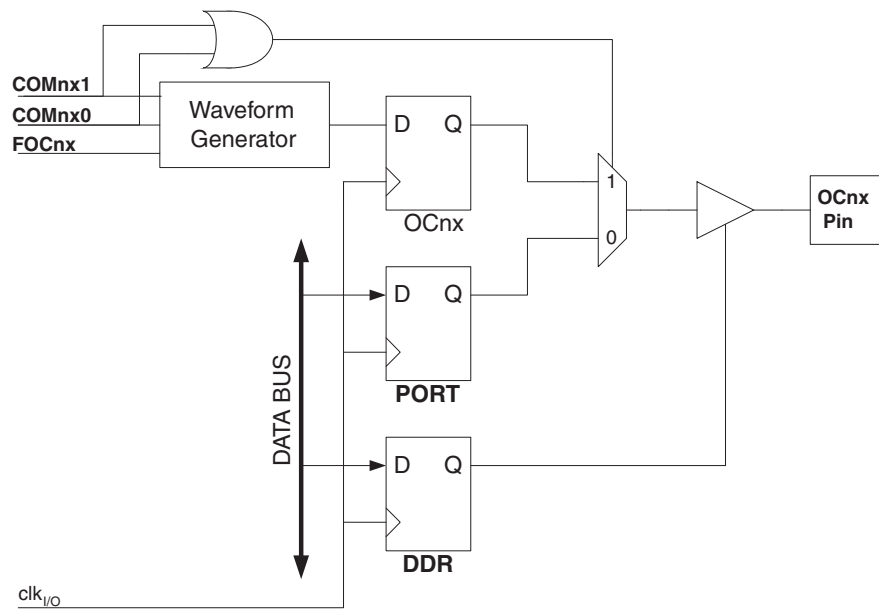 COMnx1
COMnx0
FOCnx
Waveform
Generator
D Q
OCnx
1
0
OCnx
Pin
D Q
PORT
DATA BUS
D Q
DDR
clkI/O